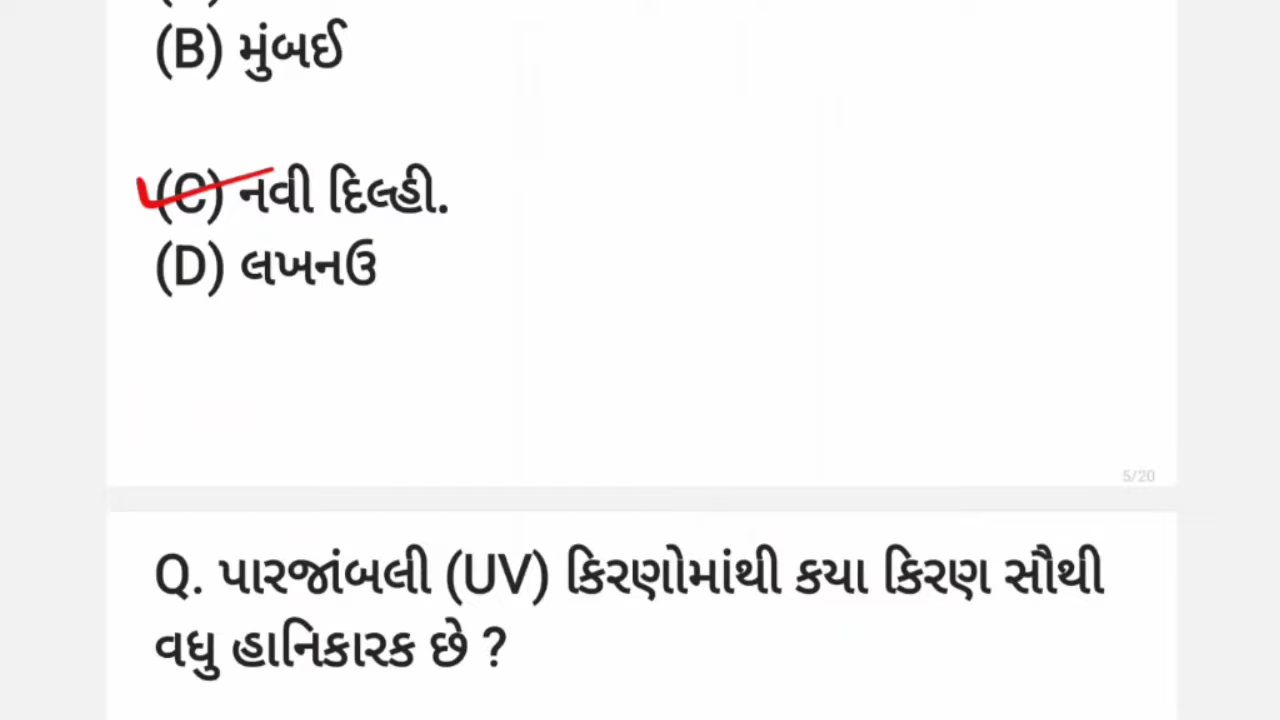 (B) મુંબઈ
(C) નવી દિલ્હી.
(D) લખનઉ
5/20
Q. પારજાંબલી (UV) કિરણોમાંથી કયા કિરણ સૌથી
વધુ હાનિકારક છે ?